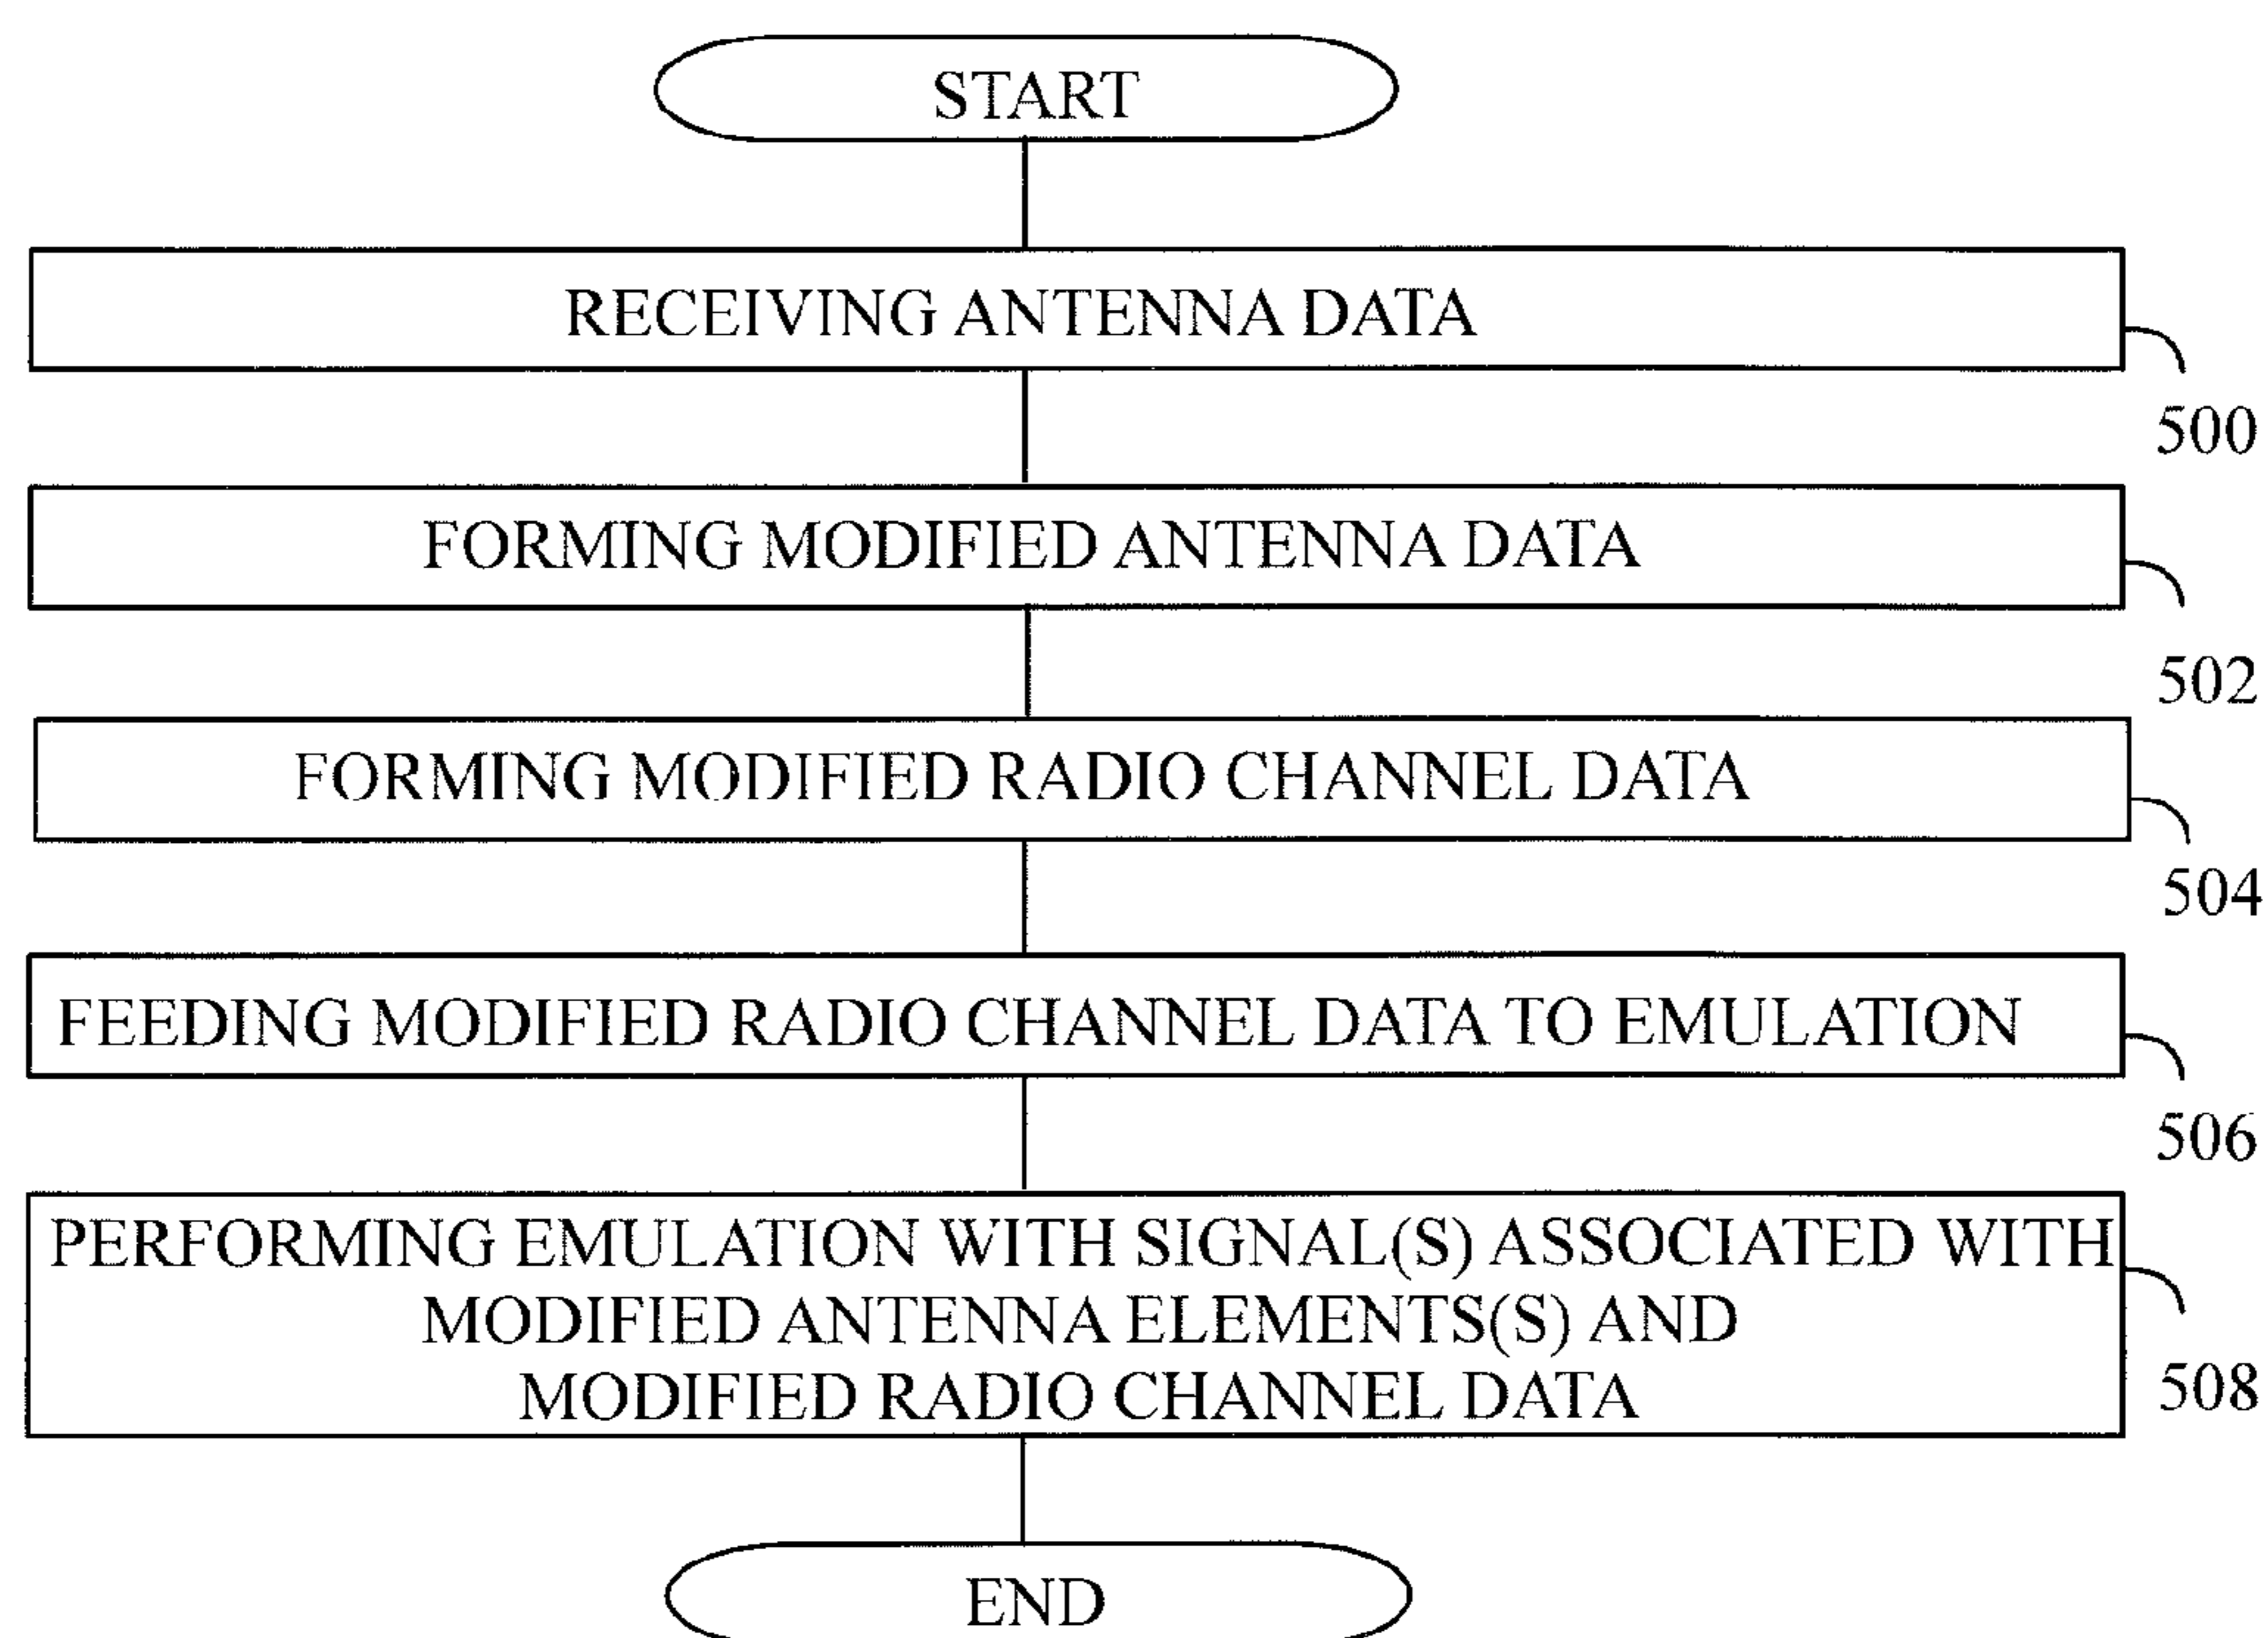 START
RECEIVING ANTENNA DATA
500
FORMING MODIFIED ANTENNA DATA
502
FORMING MODIFIED RADIO CHANNEL DATA
504
FEEDING MODIFIED RADIO CHANNEL DATA TO EMULATION
506
PERFORMING EMULATION WITH SIGNAL(S) ASSOCIATED WITH
MODIFIED ANTENNA ELEMENTS(S) AND
MODIFIED RADIO CHANNEL DATA
508
END